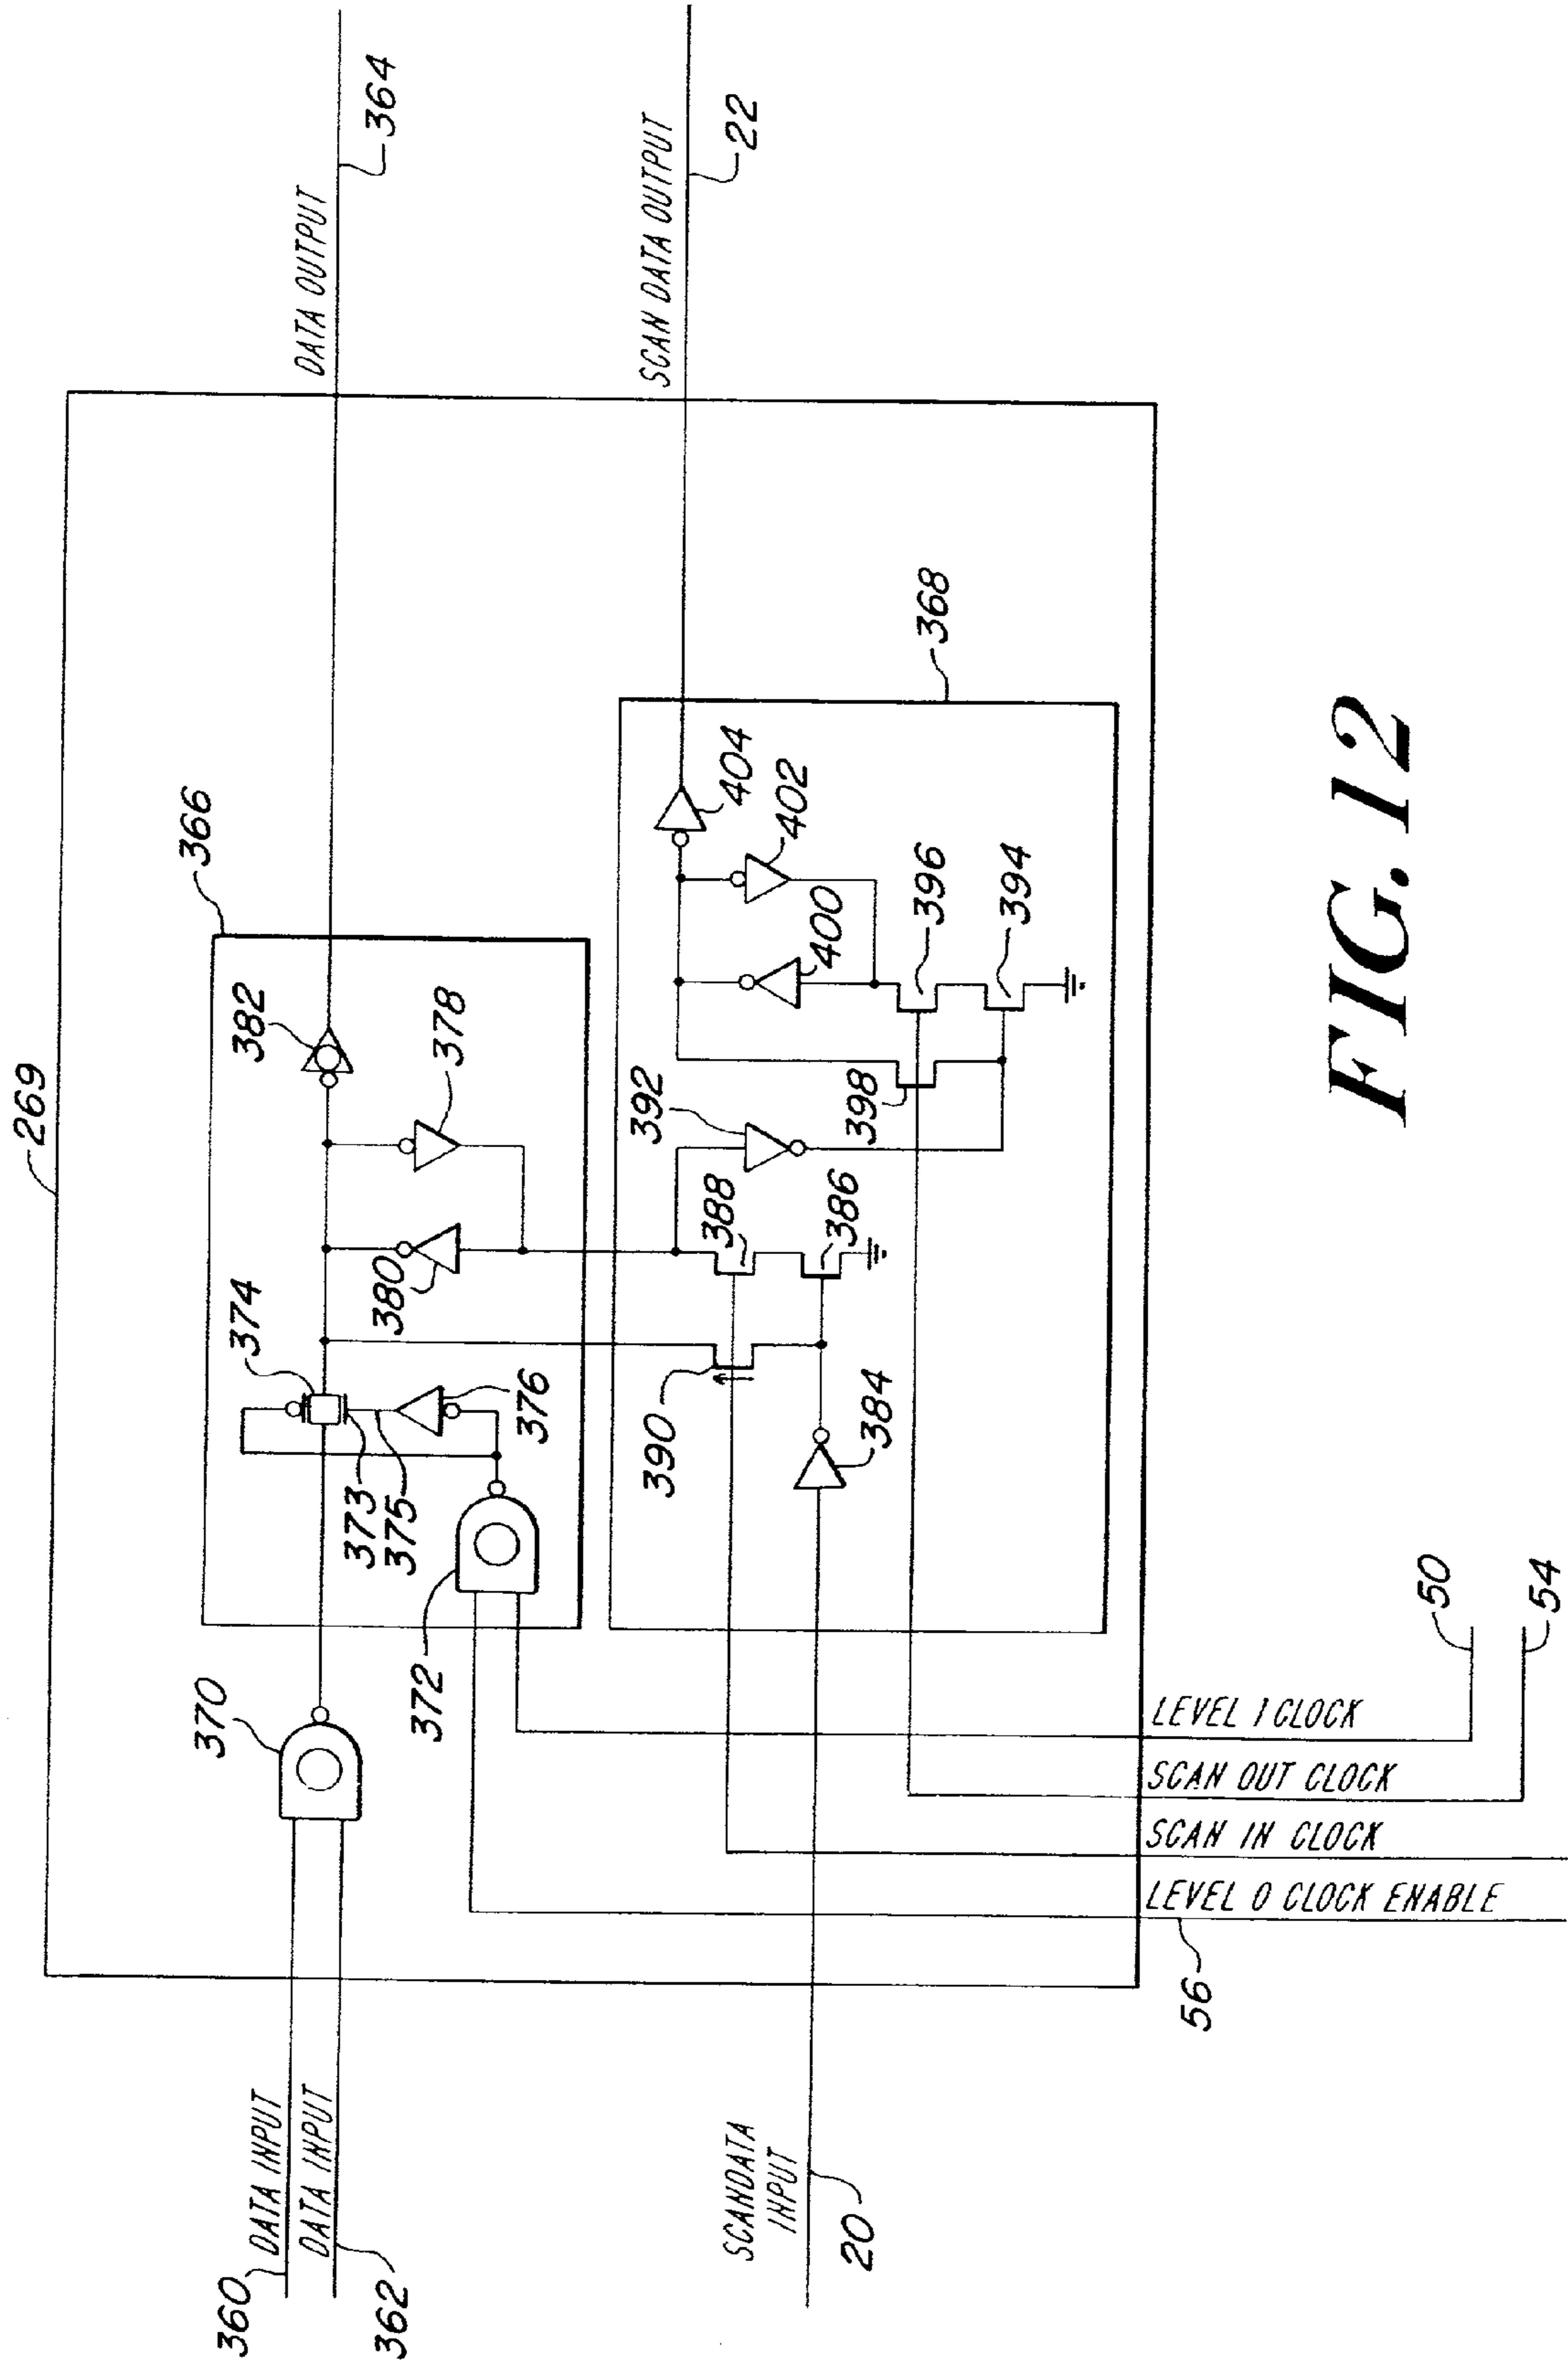 269
366
382
374
380
378
373
375
376
372
370
DATA OUTPUT
364
SCAN DATA OUTPUT
22
368
404
402
400
396
394
398
392
388
386
390
384
360
DATA INPUT
DATA INPUT
362
SCANDATA
INPUT
20
LEVEL 1 CLOCK
50
SCAN OUT CLOCK
54
SCAN IN CLOCK
LEVEL 0 CLOCK ENABLE
56
FIG. 12